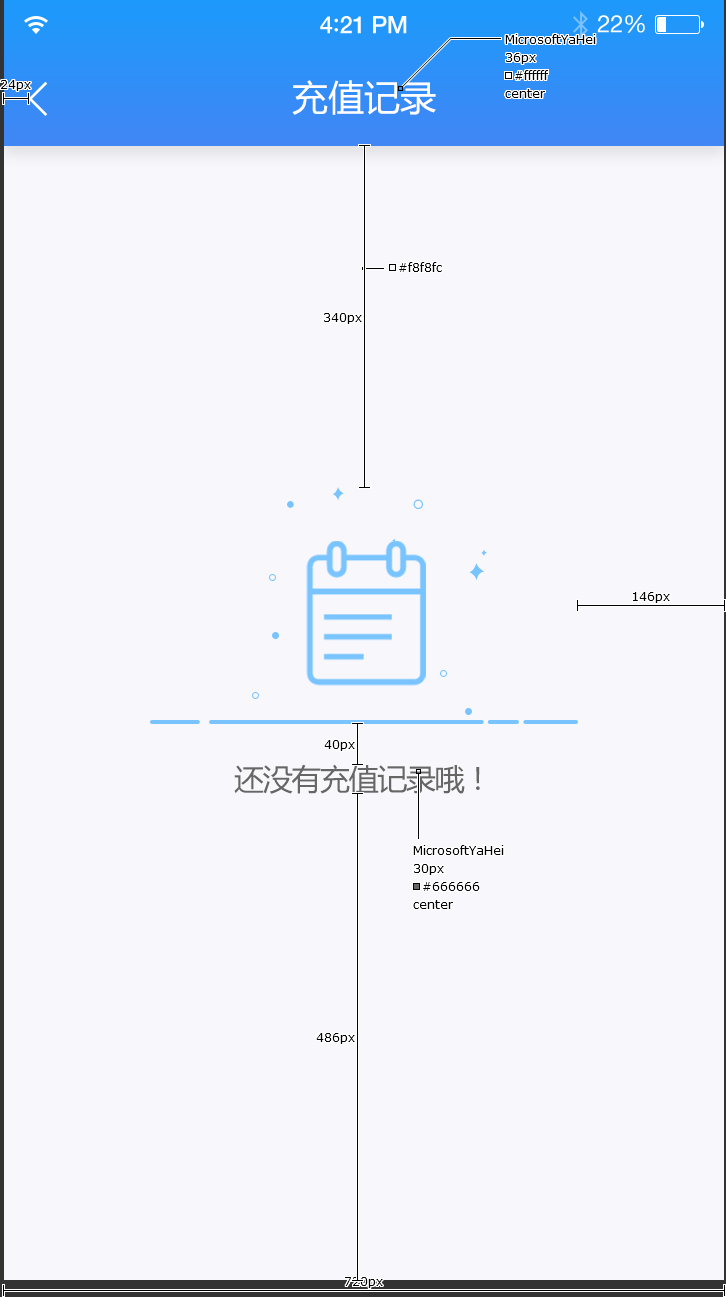 4:21 PM
22%
MicrosoftYaHei
36px
#ffffff
center
24px
充值记录
#f8f8fc
340px
146px
40px
还没有充值记录哦！
MicrosoftYaHei
30px
#666666
center
486px
720px